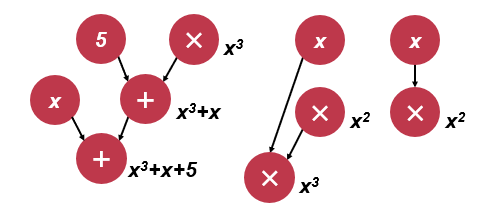 5
×
x³
x
+
x³+x
+
x³+x+5
x
×
x²
×
x³
x
×
x²